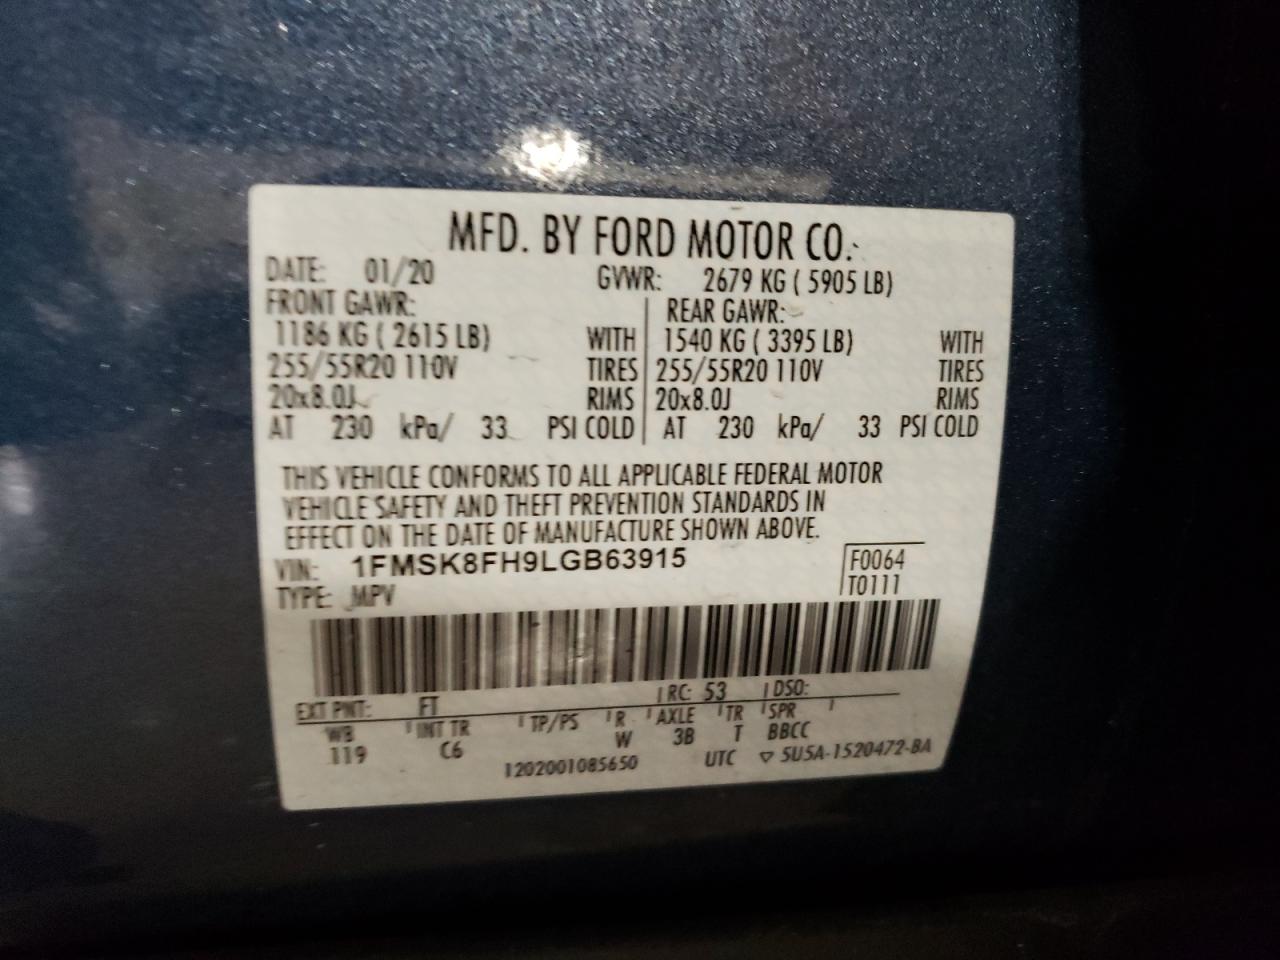 MFD. BY FORD MOTOR CO.
DATE: 01/20 GVWR: 2679 KG ( 5905 LB)
FRONT GAWR: REAR GAWR:
1186 KG ( 2615 LB) WITH 1540 KG ( 3395 LB) WITH
255/55R20 110V TIRES 255/55R20 110V TIRES
20x8.0J RIMS 20x8.0J RIMS
AT 230 kPa/ 33 PSI COLD AT 230 kPa/ 33 PSI COLD
THIS VEHICLE CONFORMS TO ALL APPLICABLE FEDERAL MOTOR
VEHICLE SAFETY AND THEFT PREVENTION STANDARDS IN
EFFECT ON THE DATE OF MANUFACTURE SHOWN ABOVE.
VIN: 1FMSK8FH9LGB63915 F0064
TYPE: MPV T0111
EXT PNT: FT RC: 53 DSO:
WB INT TR TP/PS R AXLE TR SPR
119 C6 W 3B T BBCC
1202001085650 UTC ▽ 5U5A-1520472-BA